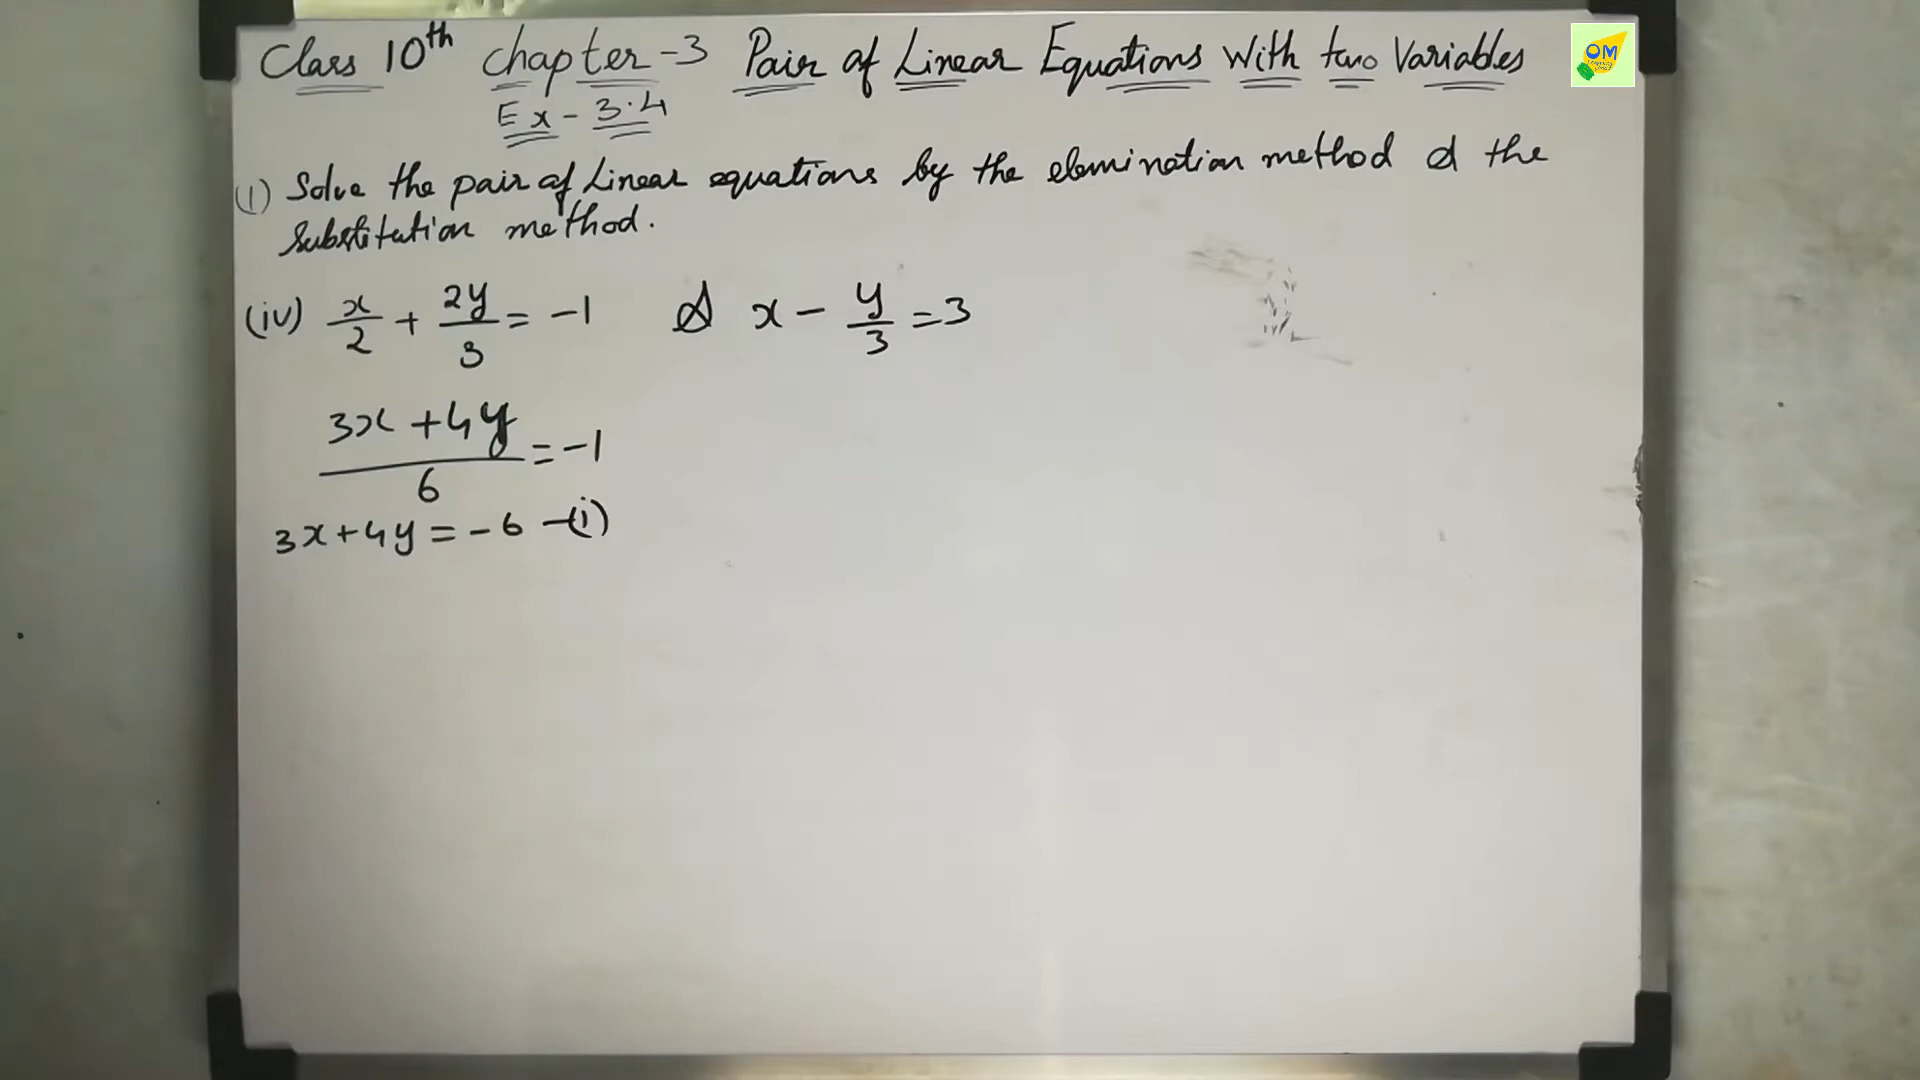 Class 10th Chapter-3 Pair of Linear Equations With two Variables
Ex-3.4
OM
(1) Solve the pair of Linear equations by the elemination method & the
Substitution method.
(iv) x/2 + 2y/3 = -1 & x - y/3 = 3
(3x + 4y)/6 = -1
3x+4y = -6 -(i)